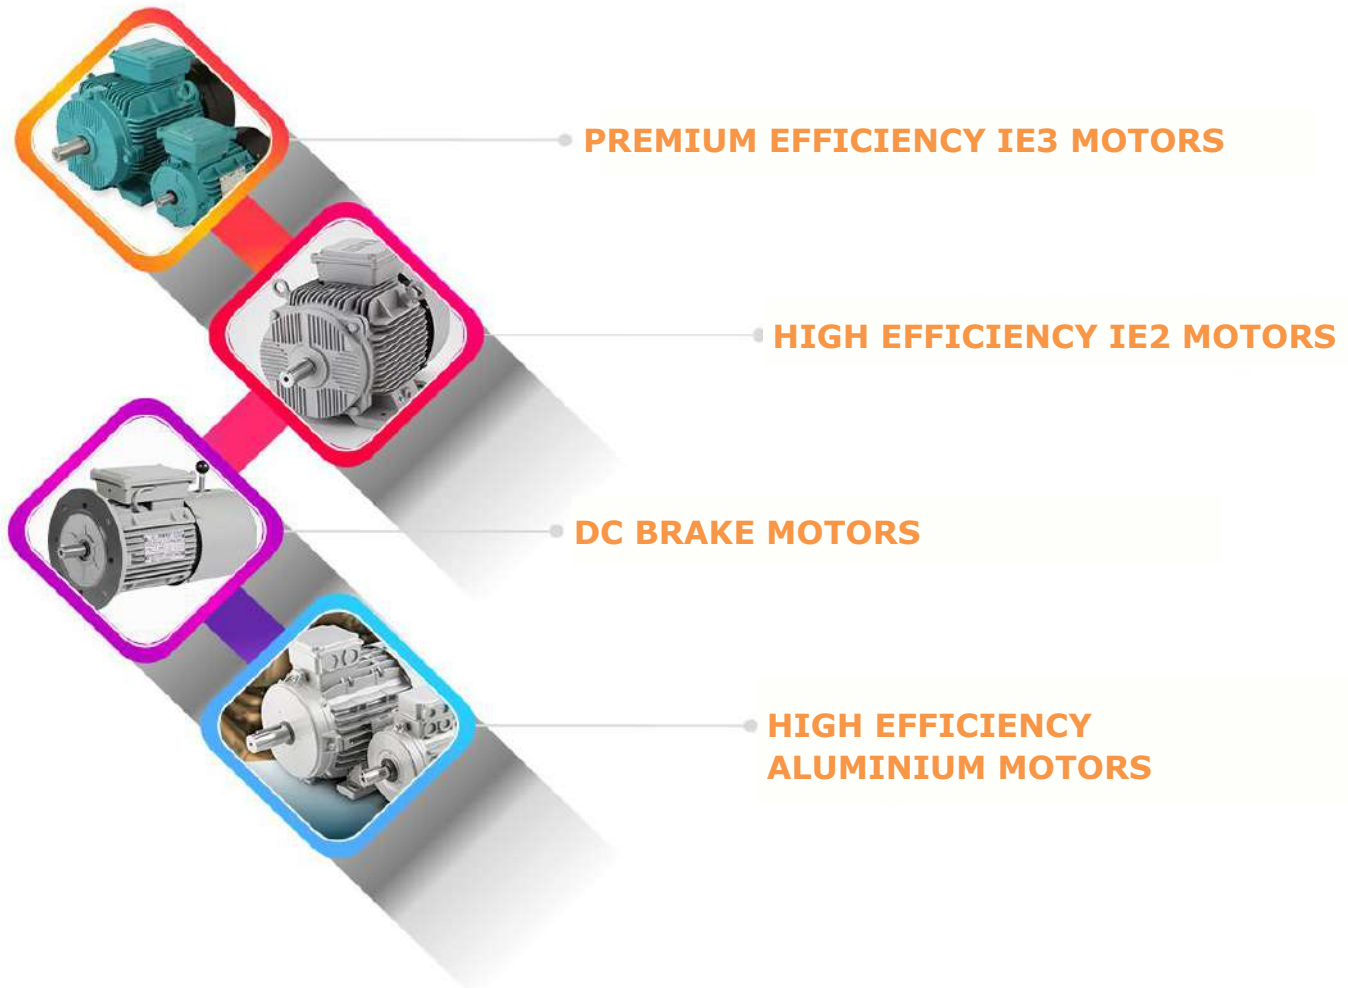 PREMIUM EFFICIENCY IE3 MOTORS
HIGH EFFICIENCY IE2 MOTORS
DC BRAKE MOTORS
HIGH EFFICIENCY
ALUMINIUM MOTORS